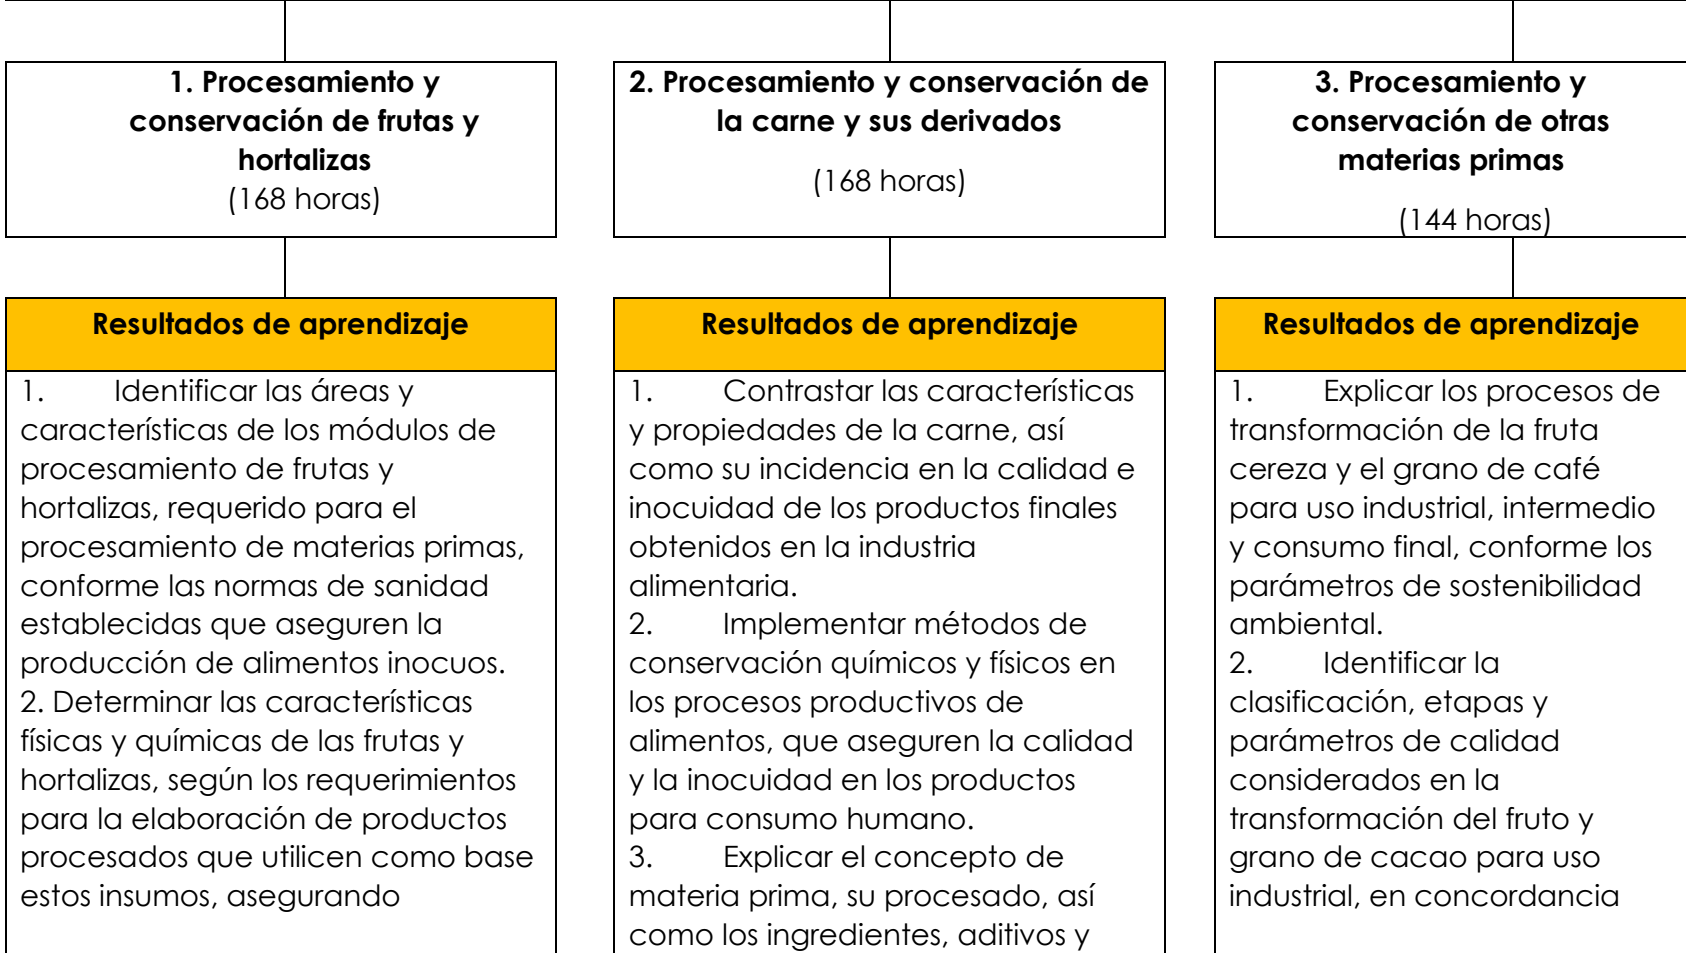 1. Procesamiento y
conservación de frutas y
hortalizas
(168 horas)
2. Procesamiento y conservación de
la carne y sus derivados
(168 horas)
3. Procesamiento y
conservación de otras
materias primas
(144 horas)
Resultados de aprendizaje
1. Identificar las áreas y
características de los módulos de
procesamiento de frutas y
hortalizas, requerido para el
procesamiento de materias primas,
conforme las normas de sanidad
establecidas que aseguren la
producción de alimentos inocuos.
2. Determinar las características
físicas y químicas de las frutas y
hortalizas, según los requerimientos
para la elaboración de productos
procesados que utilicen como base
estos insumos, asegurando
Resultados de aprendizaje
1. Contrastar las características
y propiedades de la carne, así
como su incidencia en la calidad e
inocuidad de los productos finales
obtenidos en la industria
alimentaria.
2. Implementar métodos de
conservación químicos y físicos en
los procesos productivos de
alimentos, que aseguren la calidad
y la inocuidad en los productos
para consumo humano.
3. Explicar el concepto de
materia prima, su procesado, así
como los ingredientes, aditivos y
Resultados de aprendizaje
1. Explicar los procesos de
transformación de la fruta
cereza y el grano de café
para uso industrial, intermedio
y consumo final, conforme los
parámetros de sostenibilidad
ambiental.
2. Identificar la
clasificación, etapas y
parámetros de calidad
considerados en la
transformación del fruto y
grano de cacao para uso
industrial, en concordancia